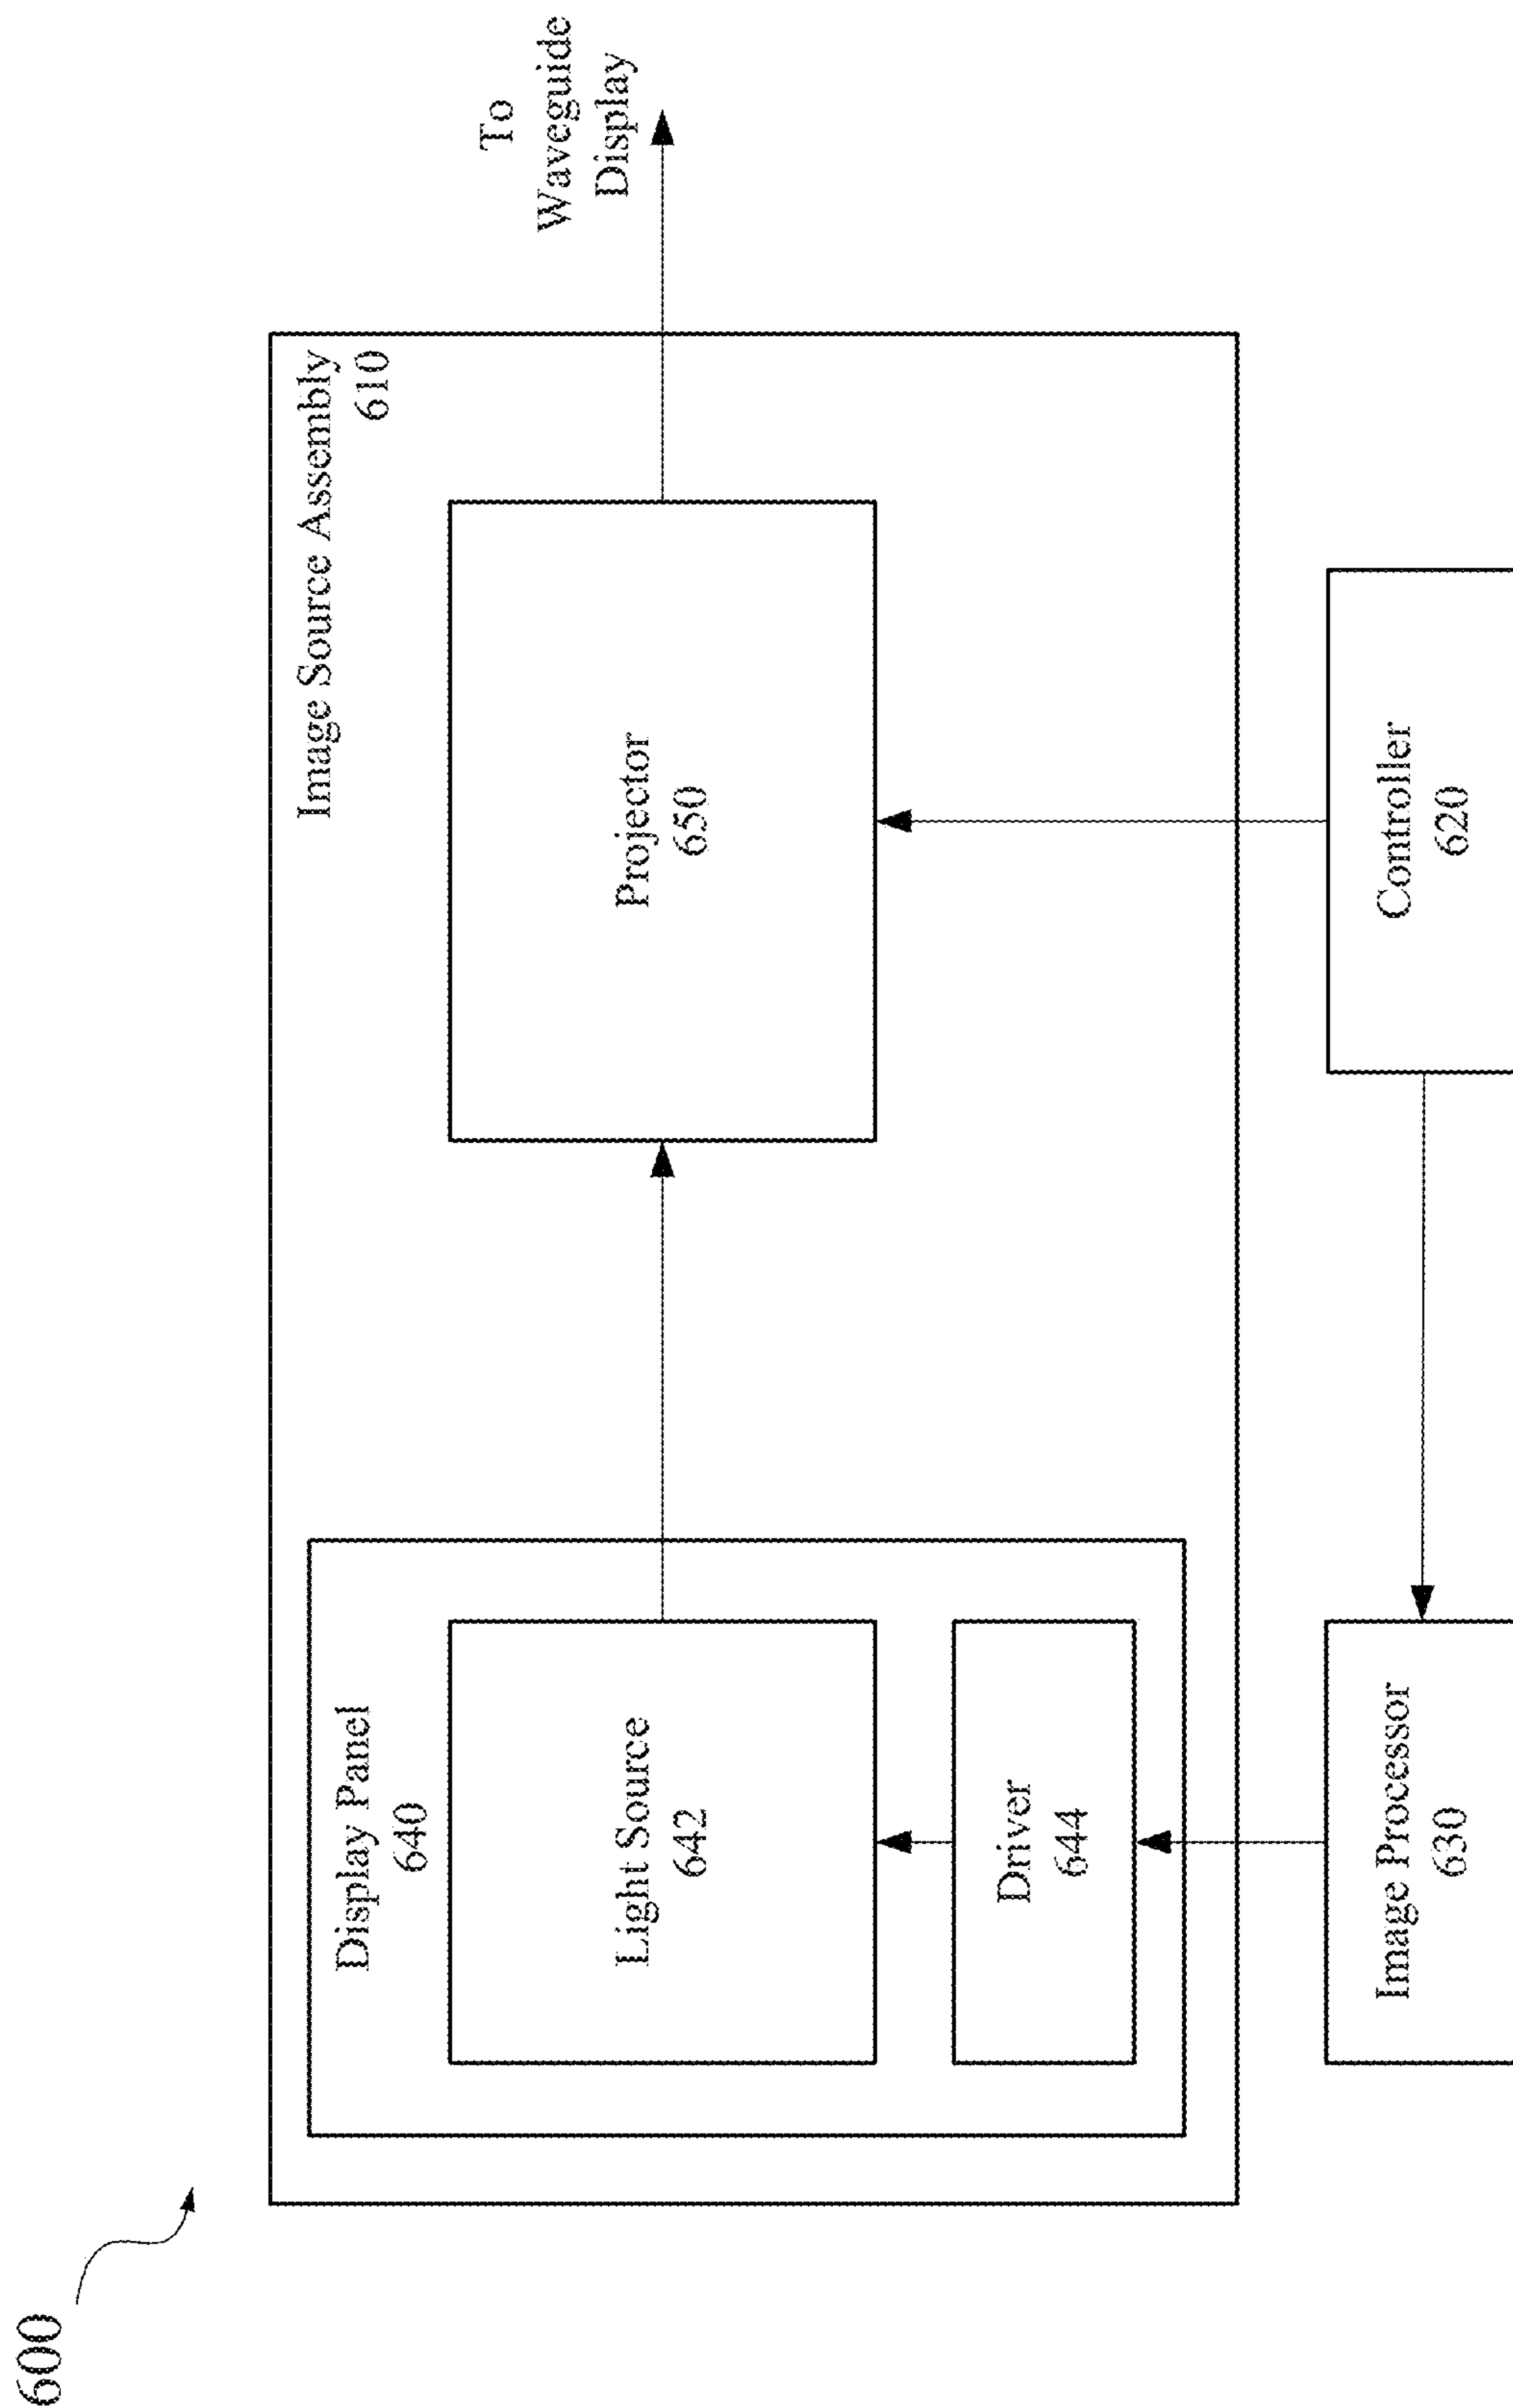 600
Image Source Assembly
610
To
Waveguide
Display
Display Panel
640
Light Source
642
Projector
650
Driver
644
Image Processor
630
Controller
620